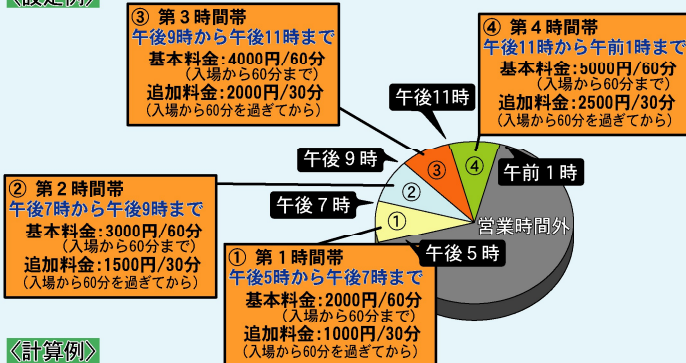 〈設定例〉
③ 第3時間帯
午後9時から午後11時まで
基本料金:4000円/60分
(入場から60分まで)
追加料金:2000円/30分
(入場から60分を過ぎてから)
④ 第4時間帯
午後11時から午前1時まで
基本料金:5000円/60分
(入場から60分まで)
追加料金:2500円/30分
(入場から60分を過ぎてから)
午後11時
午後9時
午後7時
午前1時
③
④
②
①
営業時間外
午後5時
② 第2時間帯
午後7時から午後9時まで
基本料金:3000円/60分
(入場から60分まで)
追加料金:1500円/30分
(入場から60分を過ぎてから)
① 第1時間帯
午後5時から午後7時まで
基本料金:2000円/60分
(入場から60分まで)
追加料金:1000円/30分
(入場から60分を過ぎてから)
〈計算例〉